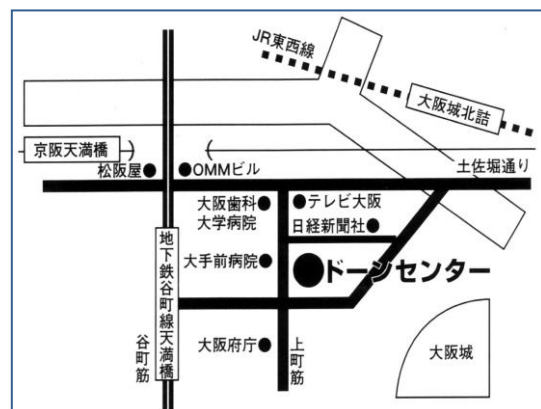 JR東西線
大阪城北詰
京阪天満橋
土佐堀通り
松阪屋
OMMビル
大阪歯科
大学病院
テレビ大阪
日経新聞社
地下鉄谷町線天満橋
大手前病院
ドーンセンター
谷町筋
大阪府庁
上町筋
大阪城